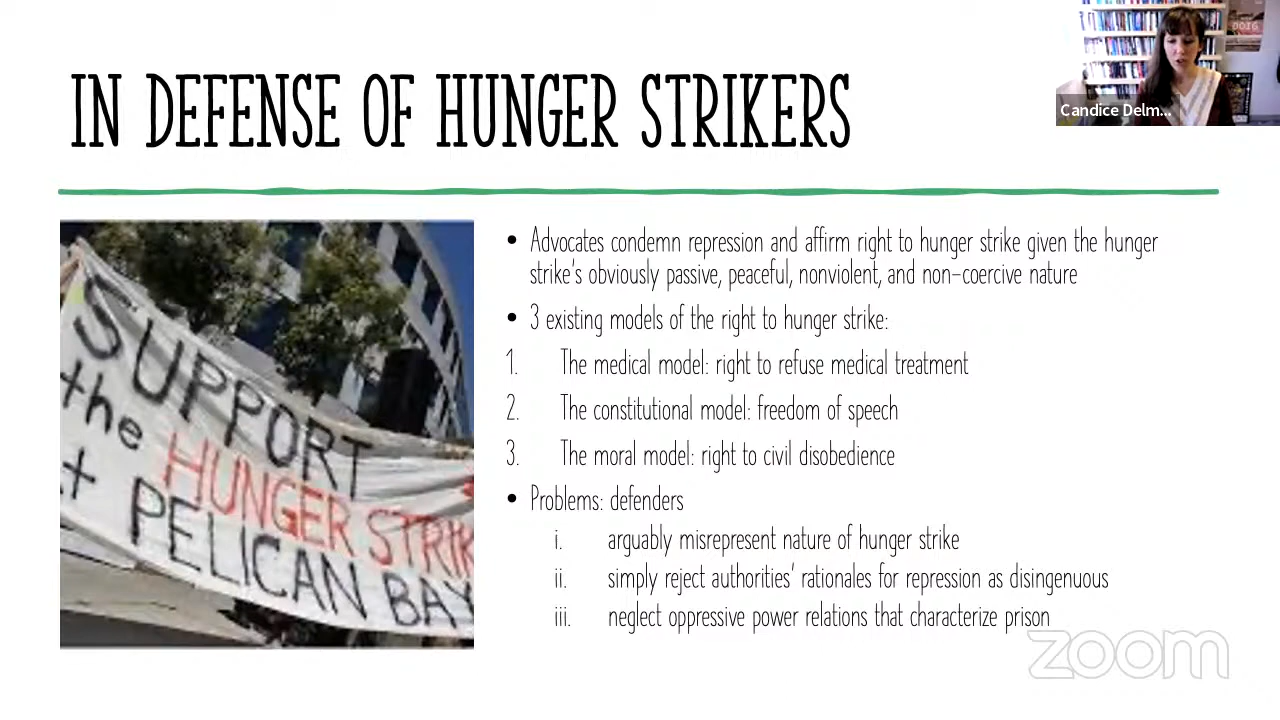 IN DEFENSE OF HUNGER STRIKERS
Candice Delm...
• Advocates condemn repression and affirm right to hunger strike given the hunger
strike's obviously passive, peaceful, nonviolent, and non-coercive nature
• 3 existing models of the right to hunger strike:
1. The medical model: right to refuse medical treatment
2. The constitutional model: freedom of speech
3. The moral model: right to civil disobedience
• Problems: defenders
i. arguably misrepresent nature of hunger strike
ii. simply reject authorities' rationales for repression as disingenuous
iii. neglect oppressive power relations that characterize prison
SUPPORT
the HUNGER STRIK
+ PELICAN BAY
zoom